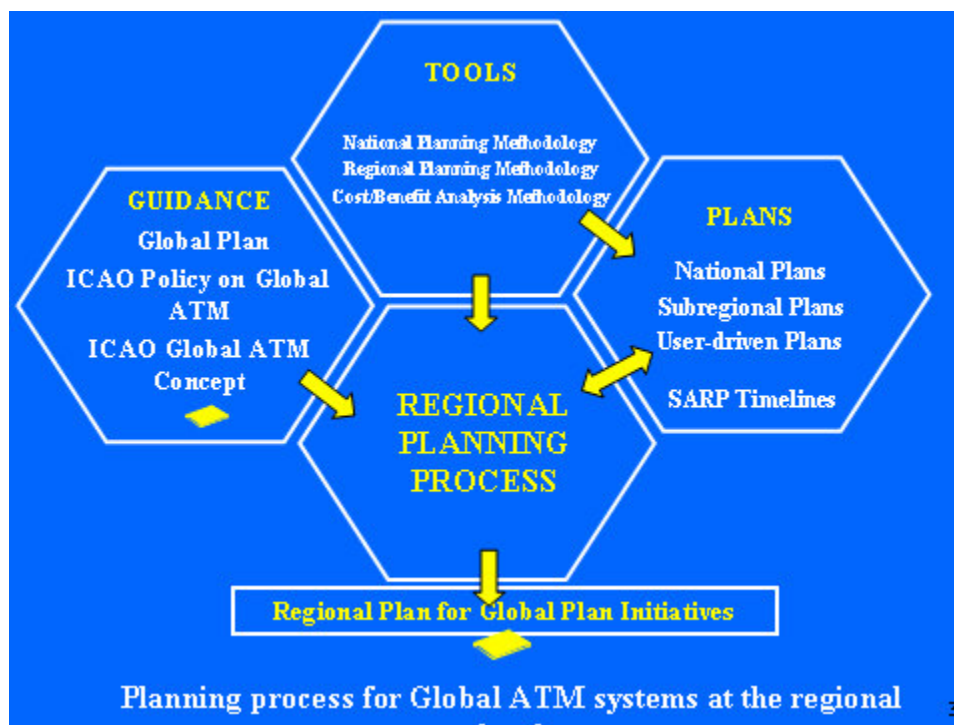 TOOLS
National Planning Methodology
Regional Planning Methodology
Cost/Benefit Analysis Methodology
GUIDANCE
Global Plan
ICAO Policy on Global
ATM
ICAO Global ATM
Concept
PLANS
National Plans
Subregional Plans
User-driven Plans
SARP Timelines
REGIONAL
PLANNING
PROCESS
Regional Plan for Global Plan Initiatives
Planning process for Global ATM systems at the regional